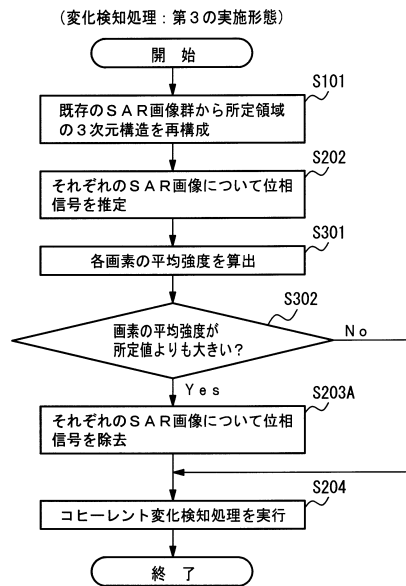 （変化検知処理：第３の実施形態）
開 始
S101
既存のＳＡＲ画像群から所定領域
の３次元構造を再構成
S202
それぞれのＳＡＲ画像について位相
信号を推定
S301
各画素の平均強度を算出
S302
画素の平均強度が
所定値よりも大きい？
Ｎｏ
Ｙｅｓ
S203A
それぞれのＳＡＲ画像について位相
信号を除去
S204
コヒーレント変化検知処理を実行
終 了